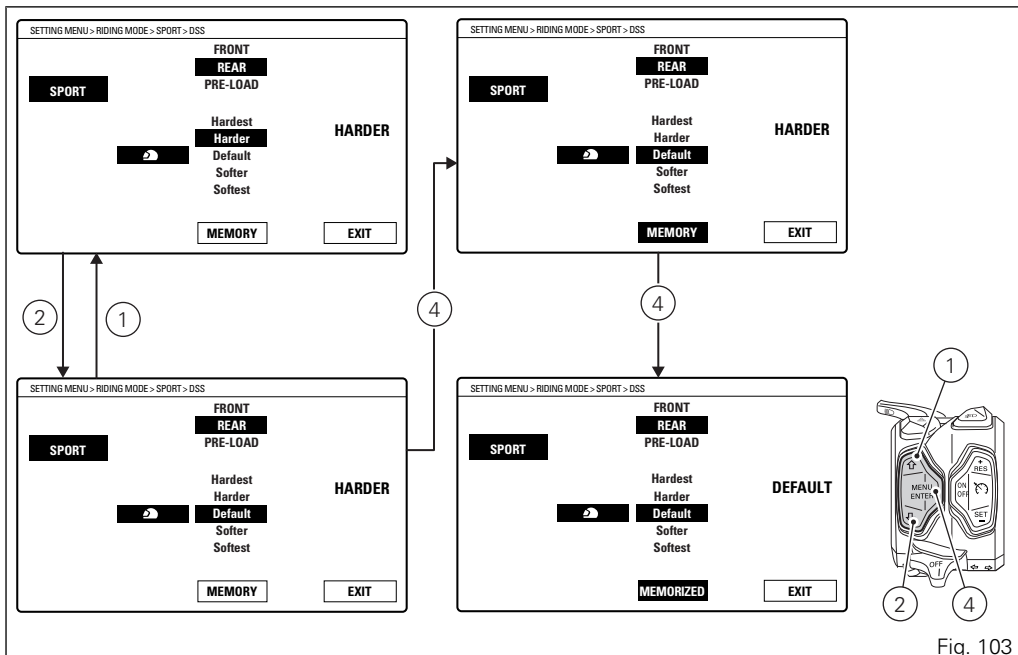 SETTING MENU > RIDING MODE > SPORT > DSS
FRONT
REAR
PRE-LOAD
SPORT
Hardest
Harder
Default
Softer
Softest
HARDER
MEMORY
EXIT
SETTING MENU > RIDING MODE > SPORT > DSS
FRONT
REAR
PRE-LOAD
SPORT
Hardest
Harder
Default
Softer
Softest
HARDER
MEMORY
EXIT
2
1
4
4
SETTING MENU > RIDING MODE > SPORT > DSS
FRONT
REAR
PRE-LOAD
SPORT
Hardest
Harder
Default
Softer
Softest
HARDER
MEMORY
EXIT
SETTING MENU > RIDING MODE > SPORT > DSS
FRONT
REAR
PRE-LOAD
SPORT
Hardest
Harder
Default
Softer
Softest
DEFAULT
MEMORIZED
EXIT
1
MENU
ENTER
+
RES
ON
OFF
SET
-
OFF
2
4
Fig. 103